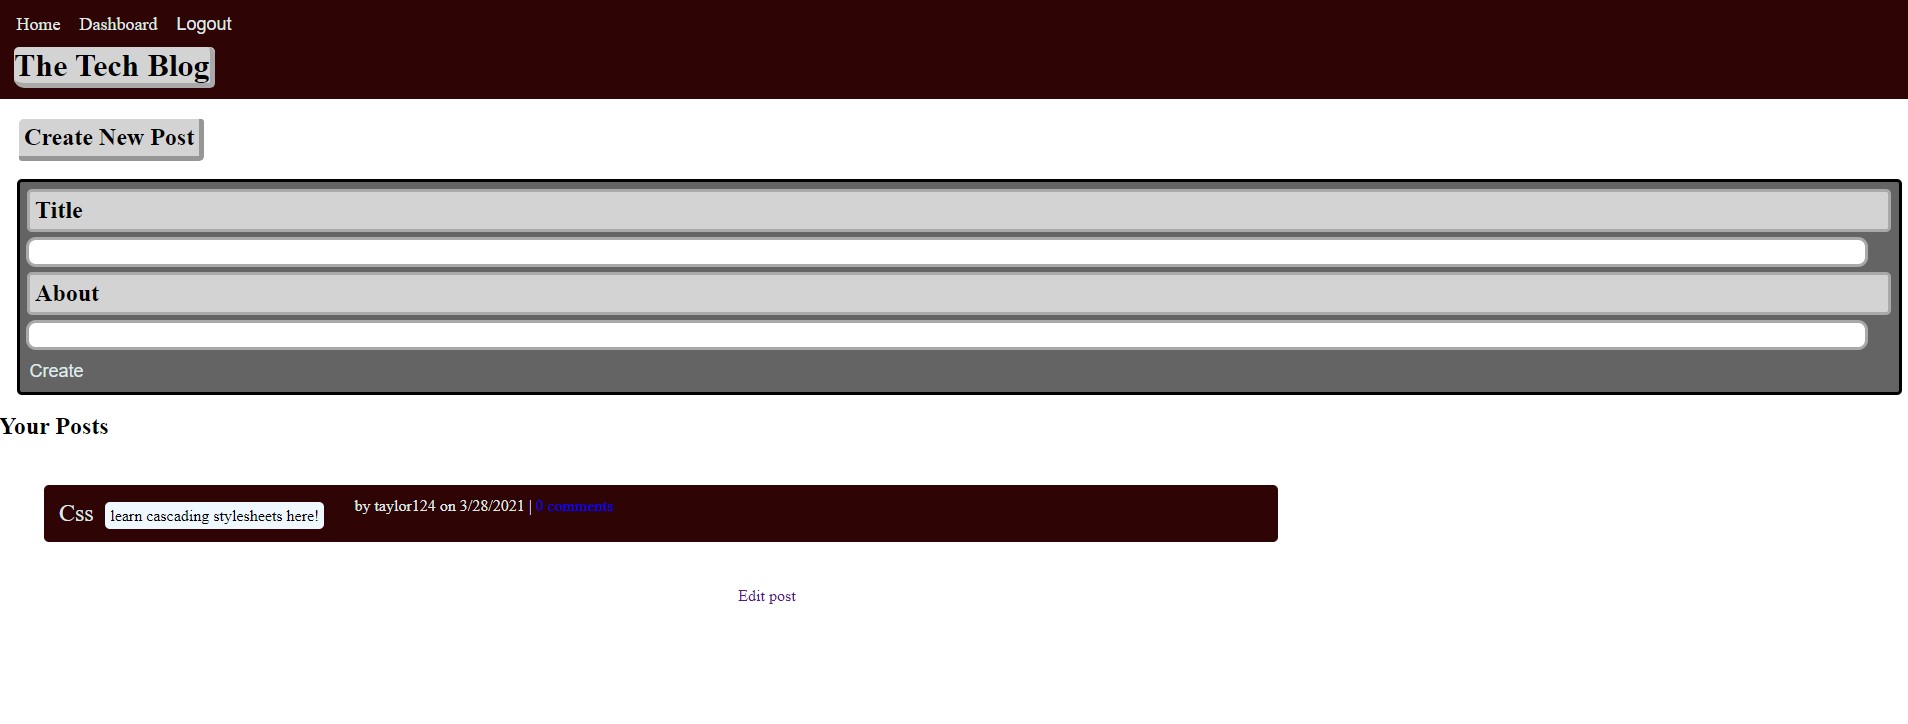 Home Dashboard Logout
The Tech Blog
Create New Post
Title
About
Create
Your Posts
Css learn cascading stylesheets here! by taylor124 on 3/28/2021 | 0 comments
Edit post